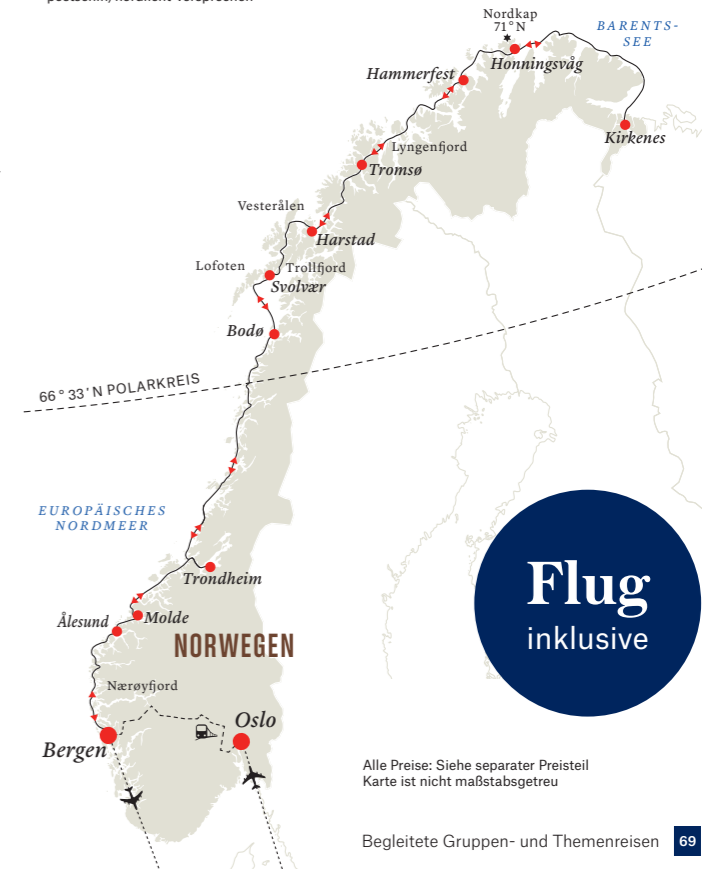 Nordkap
71°N
BARENTS-
SEE
Honningsvåg
Hammerfest
Kirkenes
Lyngenfjord
Tromsø
Vesterålen
Harstad
Lofoten
Trollfjord
Svolvær
Bodø
66° 33’N POLARKREIS
EUROPÄISCHES
NORDMEER
Flug
inklusive
Trondheim
Ålesund
Molde
NORWEGEN
Nærøyfjord
Oslo
Bergen
Alle Preise: Siehe separater Preisteil
Karte ist nicht maßstabsgetreu
Begleitete Gruppen- und Themenreisen 69